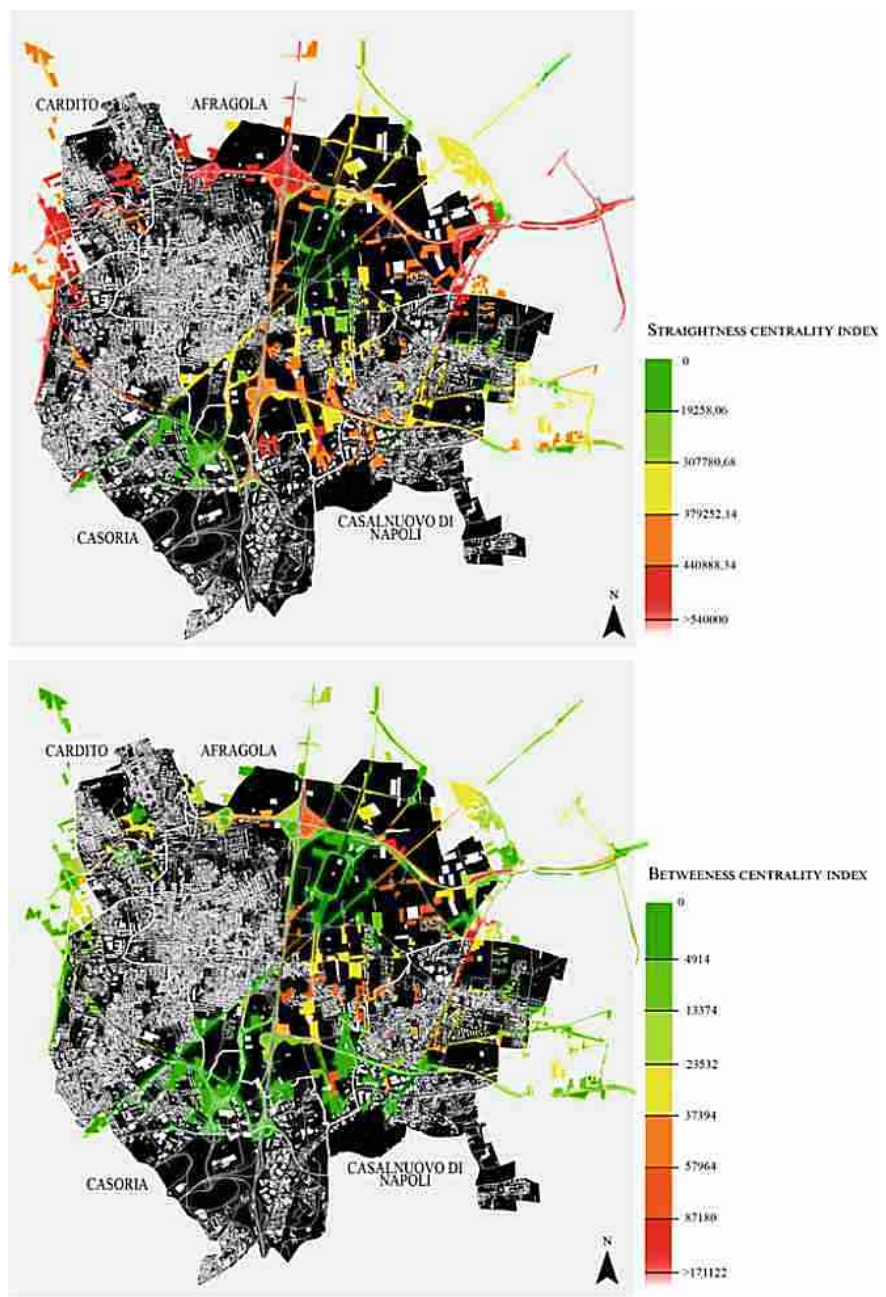 CARDITO
AFRAGOLA
STRAIGHTNESS CENTRALITY INDEX
0
19258,06
307780,68
379252,14
440888,34
>540000
CASORIA
CASALNUOVO DI
NAPOLI
N
CARDITO
AFRAGOLA
BETWEENESS CENTRALITY INDEX
0
4914
13374
23532
37394
57964
87180
>171122
CASORIA
CASALNUOVO DI
NAPOLI
N